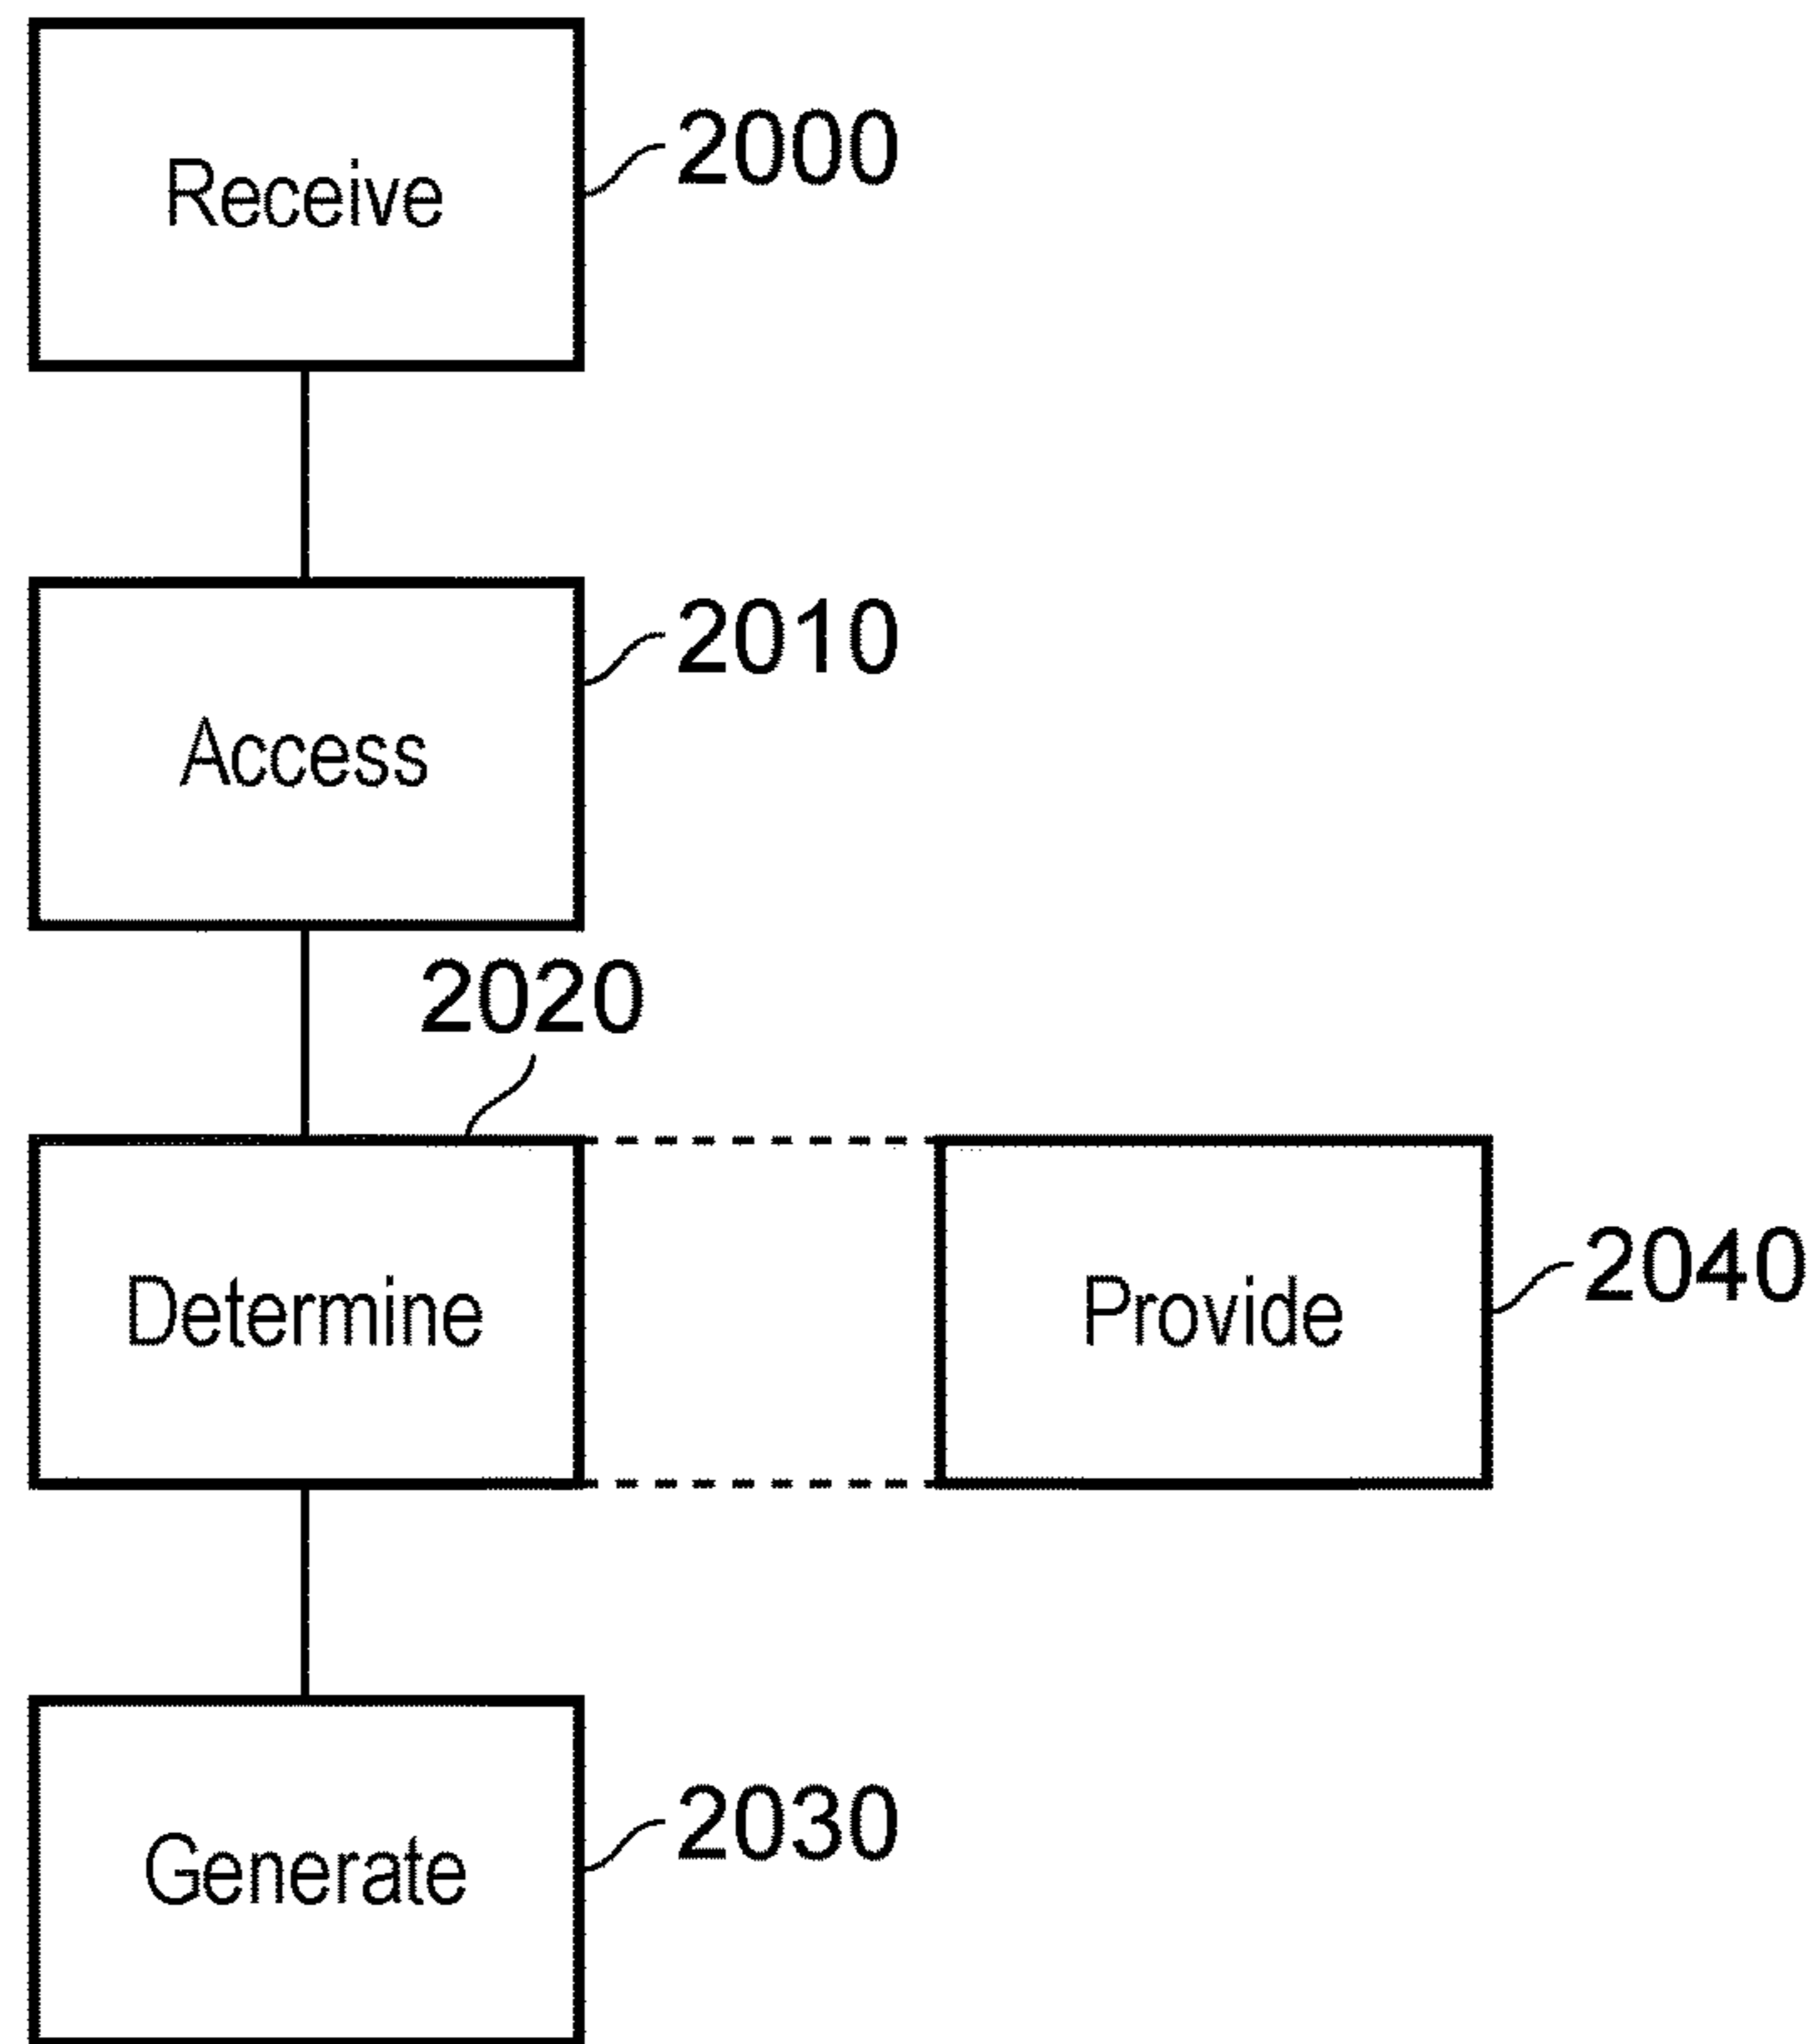 Receive
2000
Access
2010
2020
Determine
Provide
2040
Generate
2030